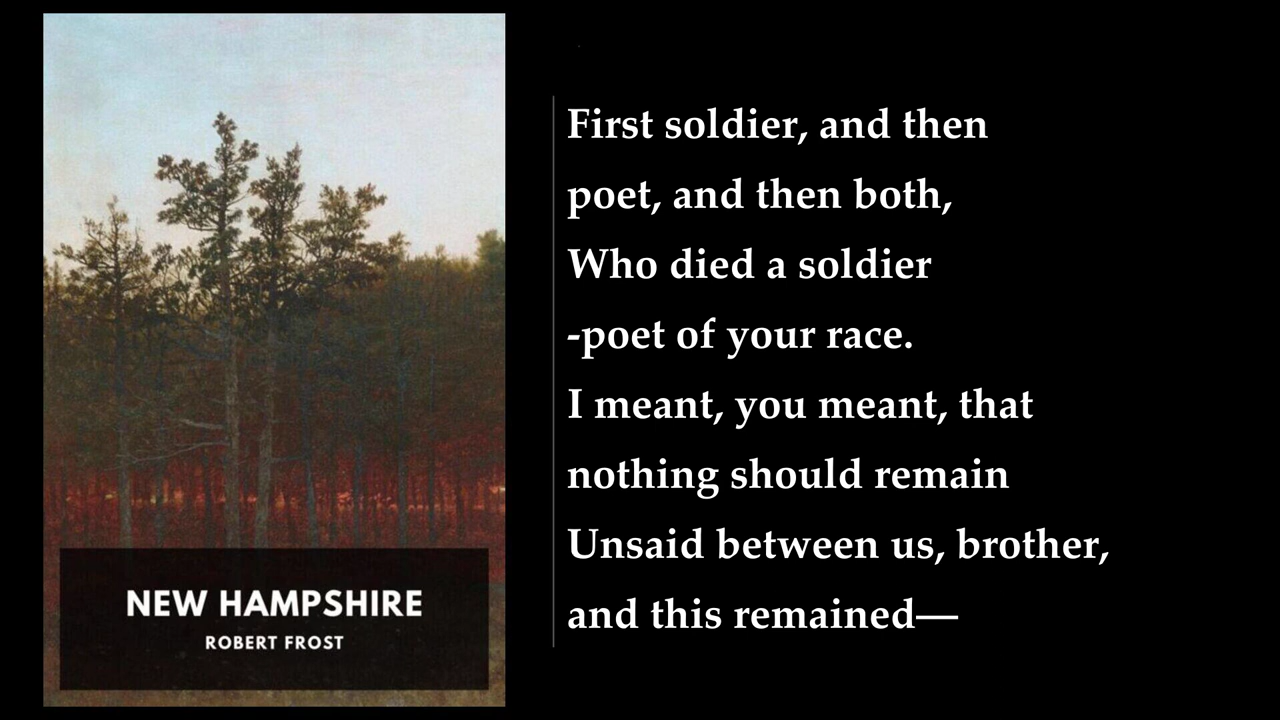 NEW HAMPSHIRE
ROBERT FROST
First soldier, and then
poet, and then both,
Who died a soldier
-poet of your race.
I meant, you meant, that
nothing should remain
Unsaid between us, brother,
and this remained—